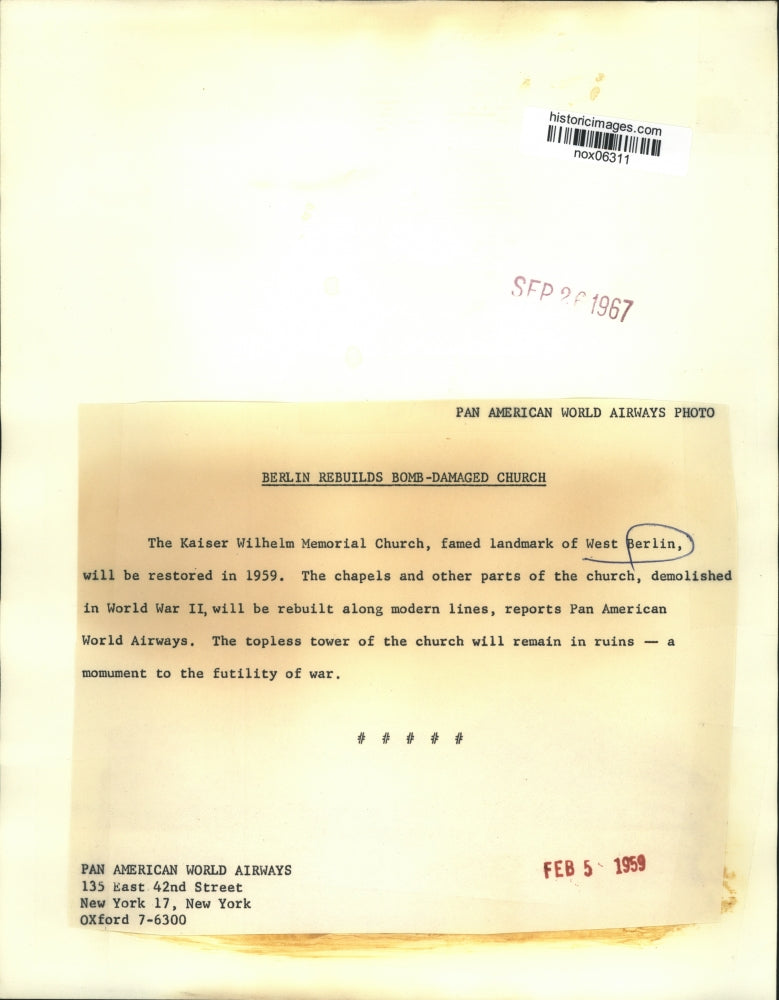 historicimages.com
nox06311
SEP 26 1967
PAN AMERICAN WORLD AIRWAYS PHOTO
BERLIN REBUILDS BOMB-DAMAGED CHURCH
The Kaiser Wilhelm Memorial Church, famed landmark of West Berlin,
will be restored in 1959. The chapels and other parts of the church, demolished
in World War II, will be rebuilt along modern lines, reports Pan American
World Airways. The topless tower of the church will remain in ruins — a
momument to the futility of war.
# # # # #
PAN AMERICAN WORLD AIRWAYS
135 East 42nd Street
New York 17, New York
OXford 7-6300
FEB 5 1959